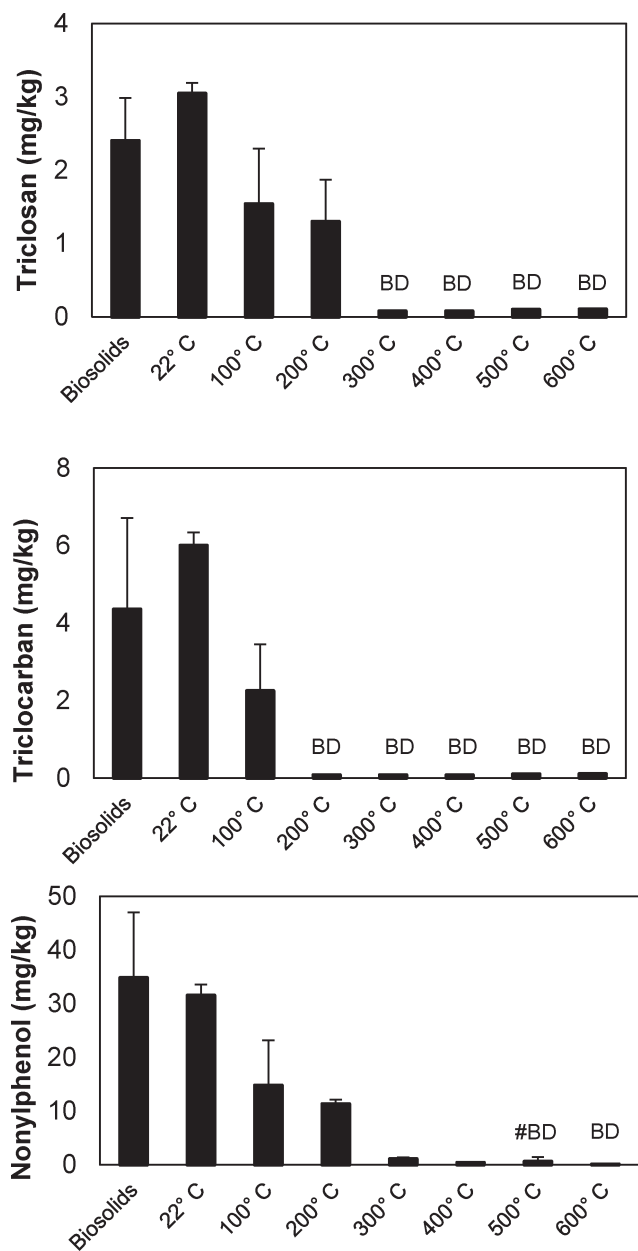 Triclosan (mg/kg)
4
3
2
1
0
BD BD BD BD
Biosolids 22° C 100° C 200° C 300° C 400° C 500° C 600° C
Triclocarban (mg/kg)
8
6
4
2
0
BD BD BD BD BD
Biosolids 22° C 100° C 200° C 300° C 400° C 500° C 600° C
Nonylphenol (mg/kg)
50
40
30
20
10
0
#BD BD
Biosolids 22° C 100° C 200° C 300° C 400° C 500° C 600° C